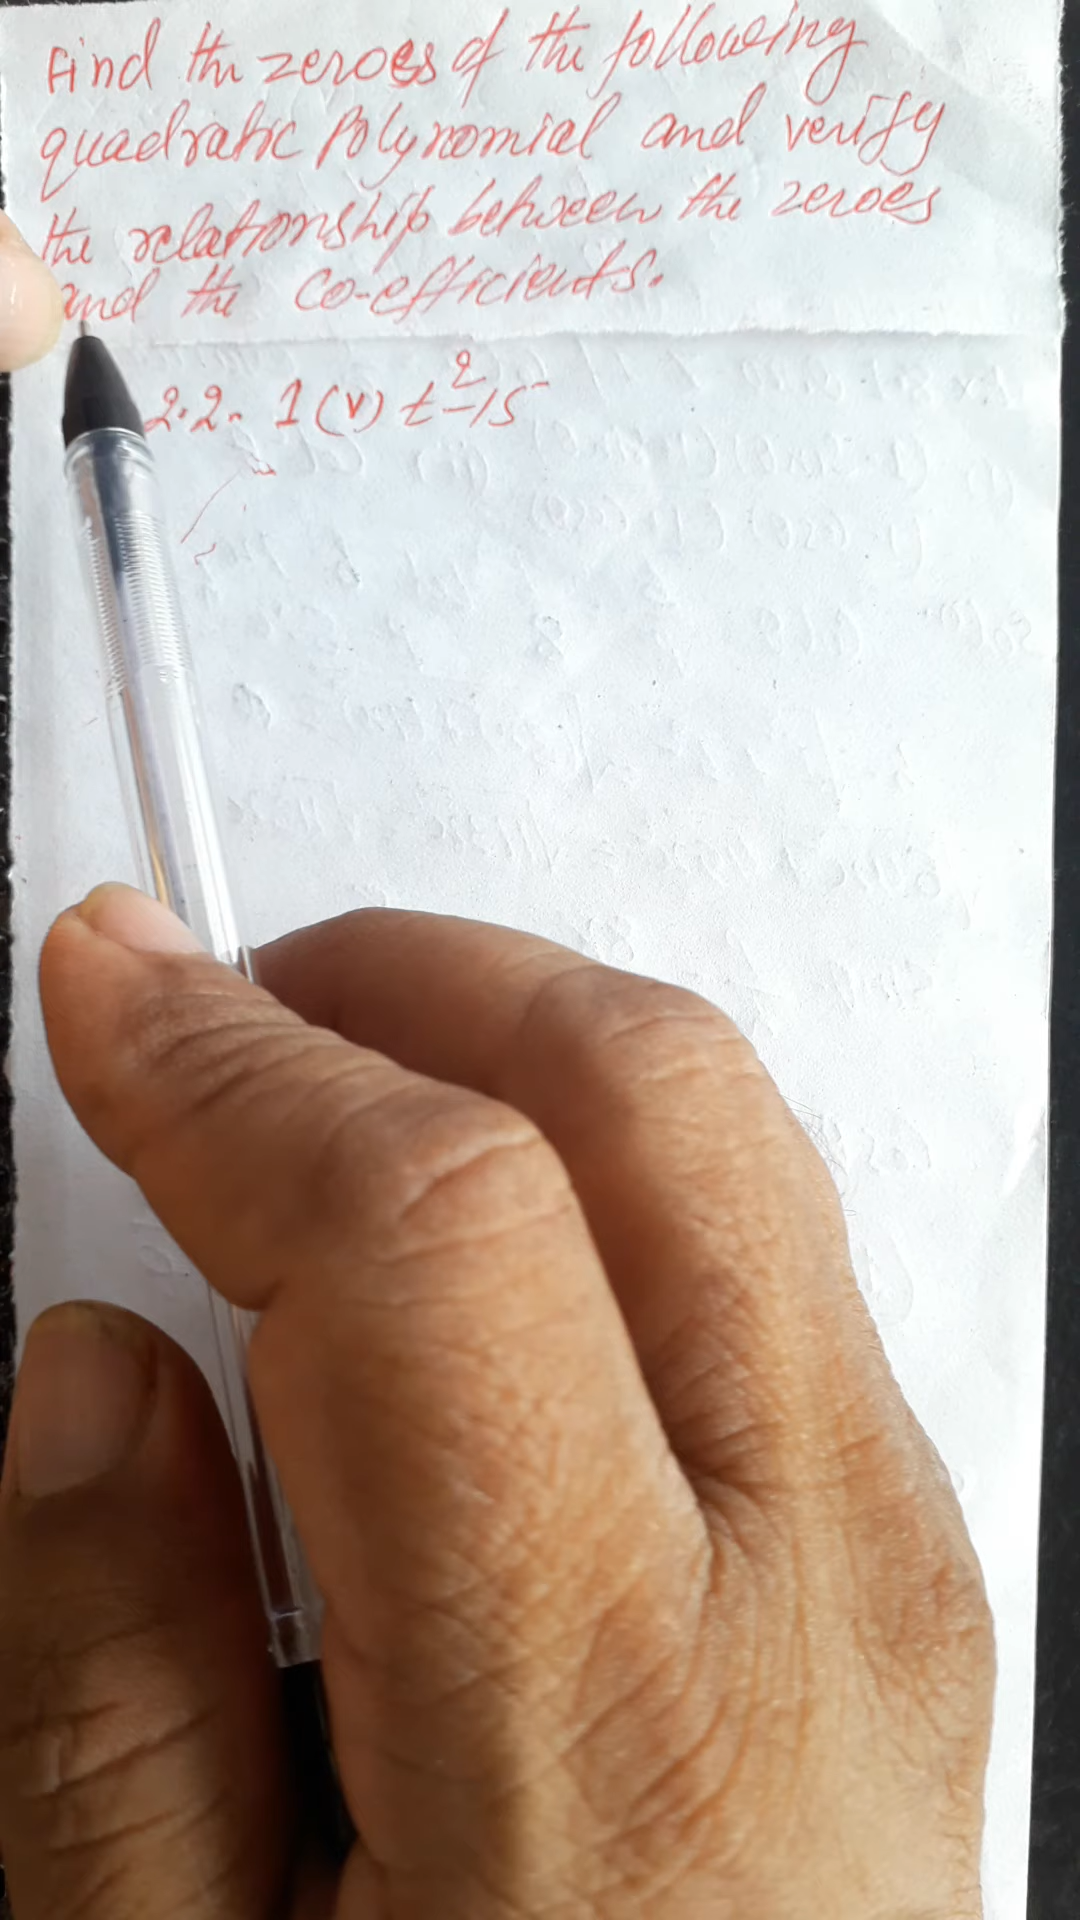 Find the zeroes of the following
quadratic Polynomial and verify
the relationship between the zeroes
and the Co-efficients.
2.2. 1 (v) t²-15